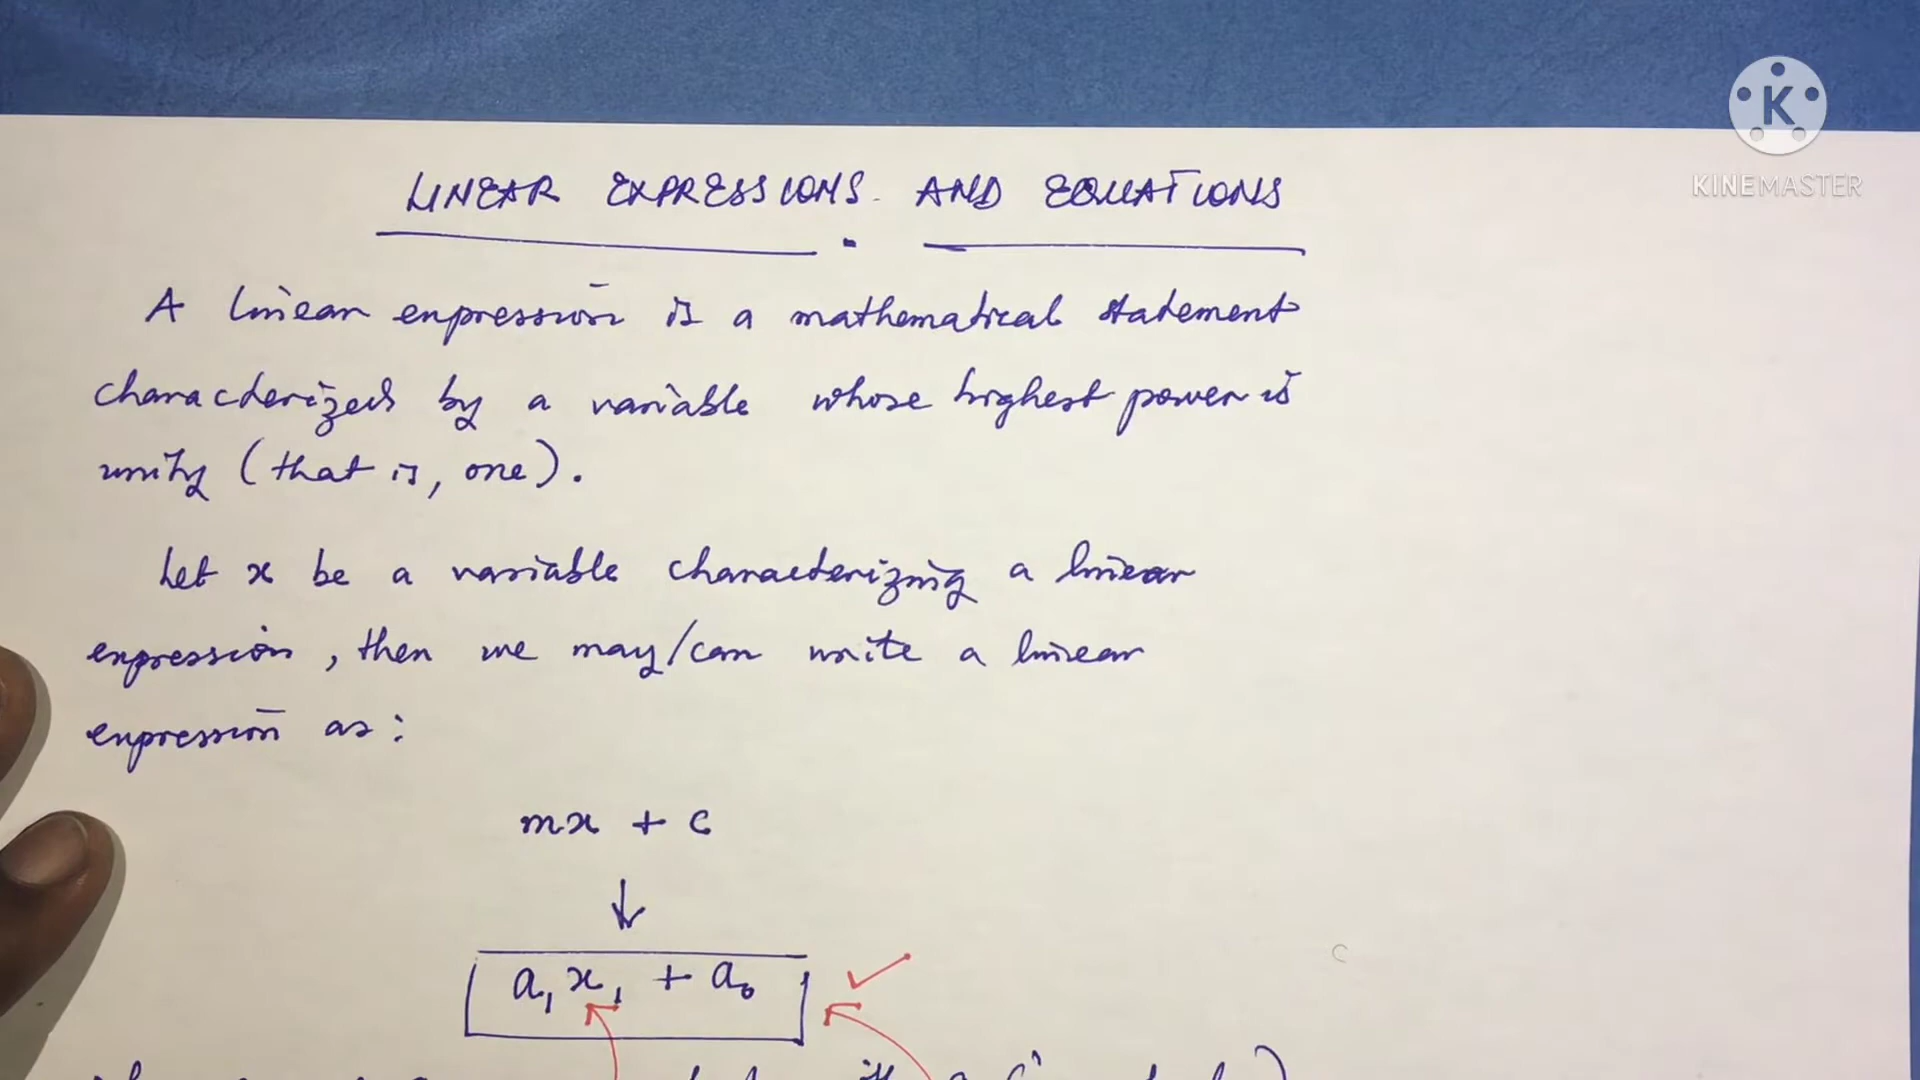 K
KINEMASTER
LINEAR EXPRESSIONS AND EQUATIONS
A linear expression is a mathematical statement
characterized by a variable whose highest power is
unity (that is, one).
Let x be a variable characterizing a linear
expression, then we may/can write a linear
expression as:
mx + c
↓
a₁x₁ + a₀ ✓